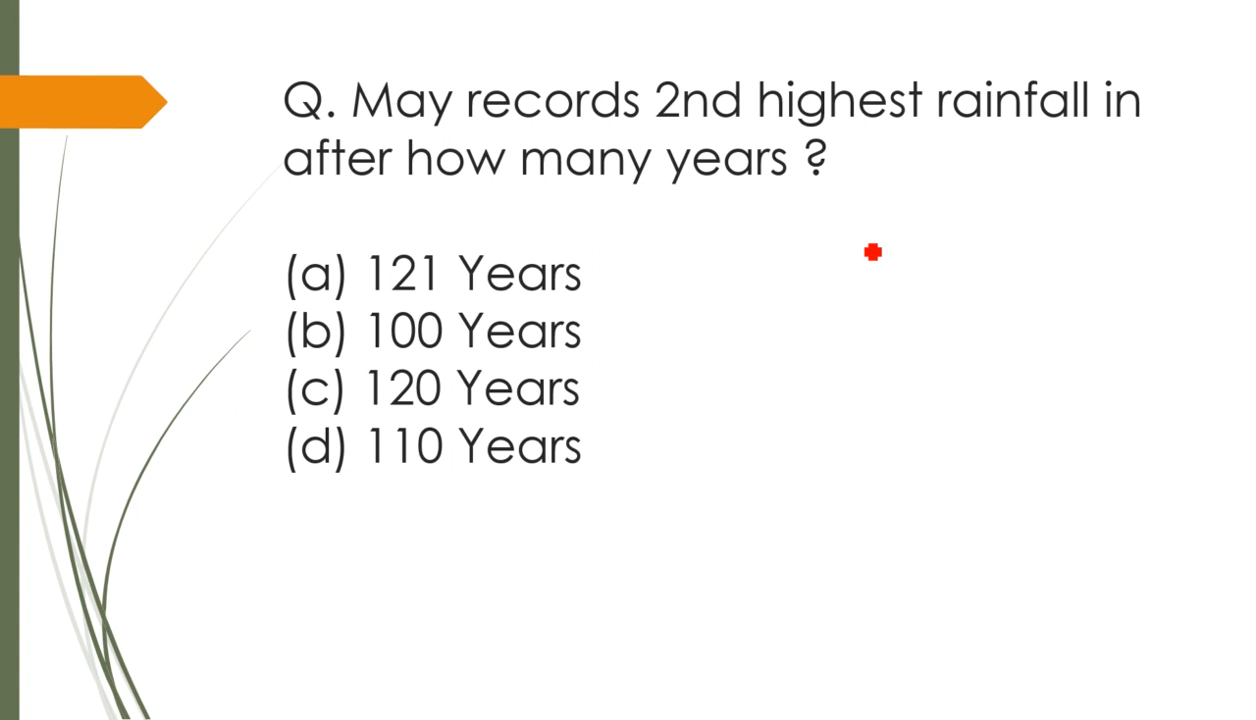 Q. May records 2nd highest rainfall in
after how many years ?
(a) 121 Years
(b) 100 Years
(c) 120 Years
(d) 110 Years